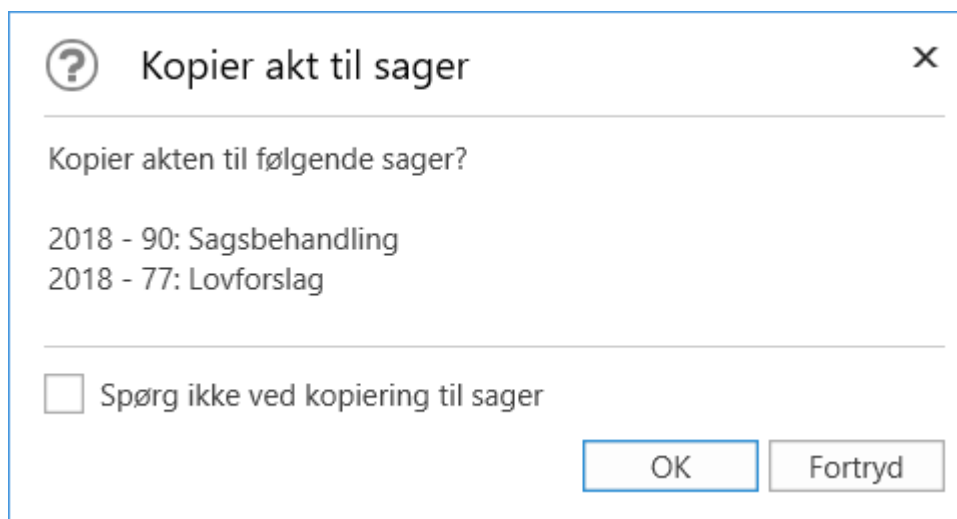 Kopier akt til sager
Kopier akten til følgende sager?
2018 - 90: Sagsbehandling
2018 - 77: Lovforslag
Spørg ikke ved kopiering til sager
OK Fortryd